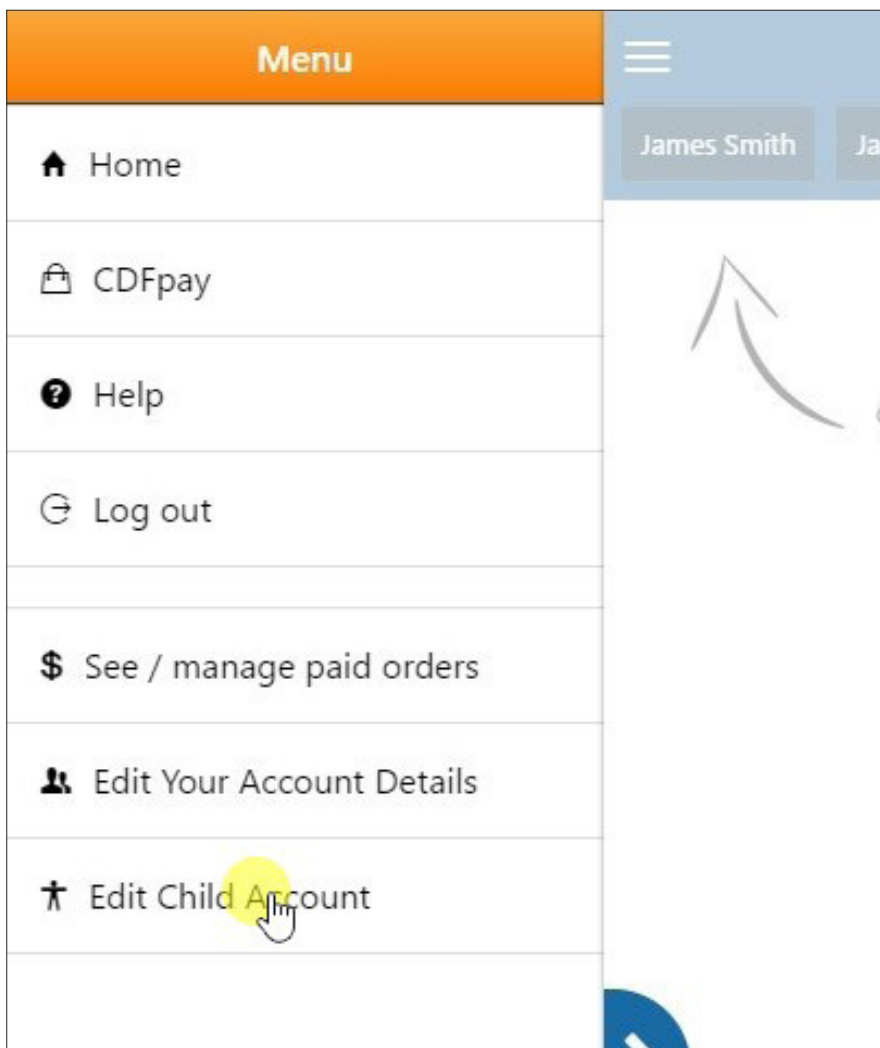 Menu
Home
CDFpay
Help
Log out
See / manage paid orders
Edit Your Account Details
Edit Child Account
James Smith
Ja